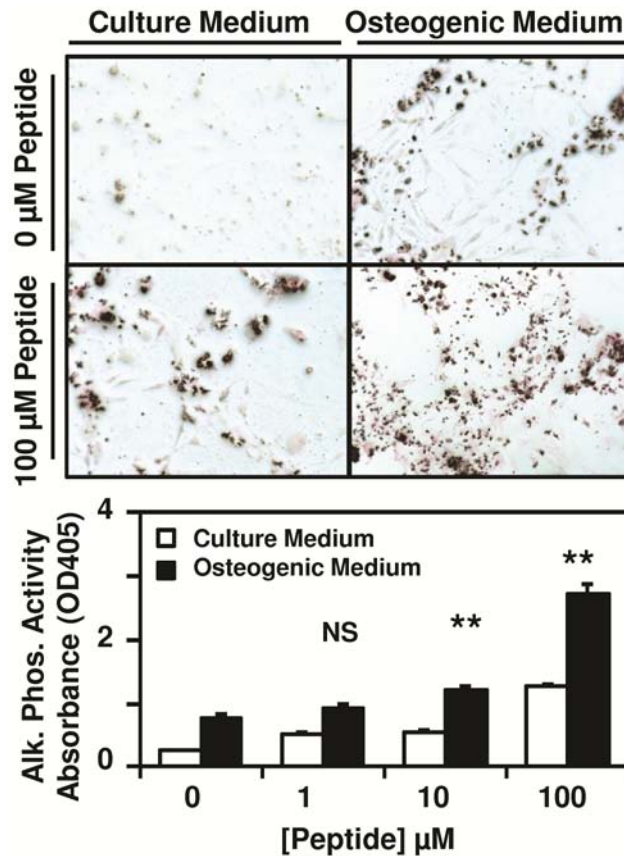 Culture Medium Osteogenic Medium
0 µM Peptide
100 µM Peptide
Alk. Phos. Activity
Absorbance (OD405)
4
2
0
Culture Medium
Osteogenic Medium
NS
**
**
0 1 10 100
[Peptide] µM